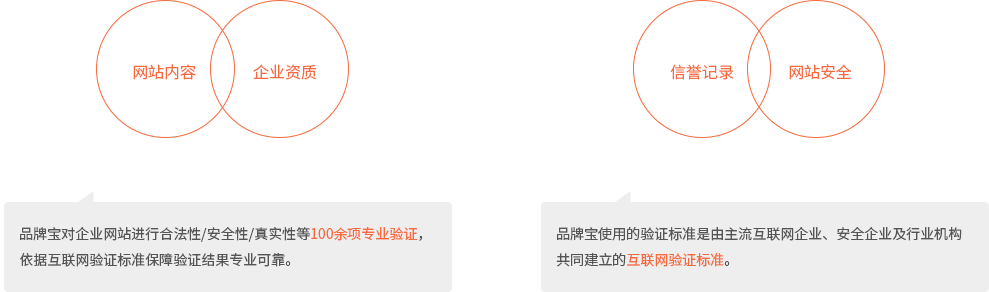 网站内容
企业资质
信誉记录
网站安全
品牌宝对企业网站进行合法性/安全性/真实性等100余项专业验证，
依据互联网验证标准保障验证结果专业可靠。
品牌宝使用的验证标准是由主流互联网企业、安全企业及行业机构
共同建立的互联网验证标准。